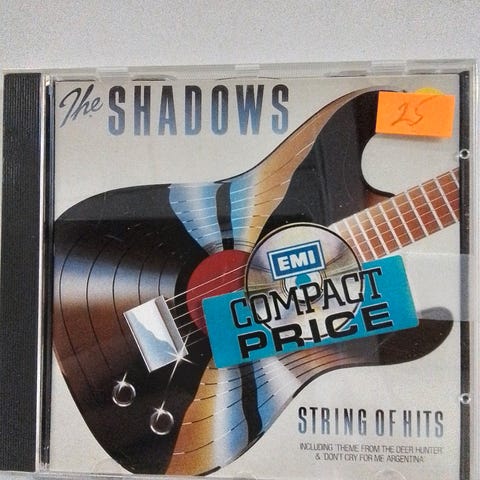 The SHADOWS
25
EMI
COMPACT
PRICE
STRING OF HITS
INCLUDING 'THEME FROM THE DEER HUNTER'
& 'DON'T CRY FOR ME ARGENTINA'